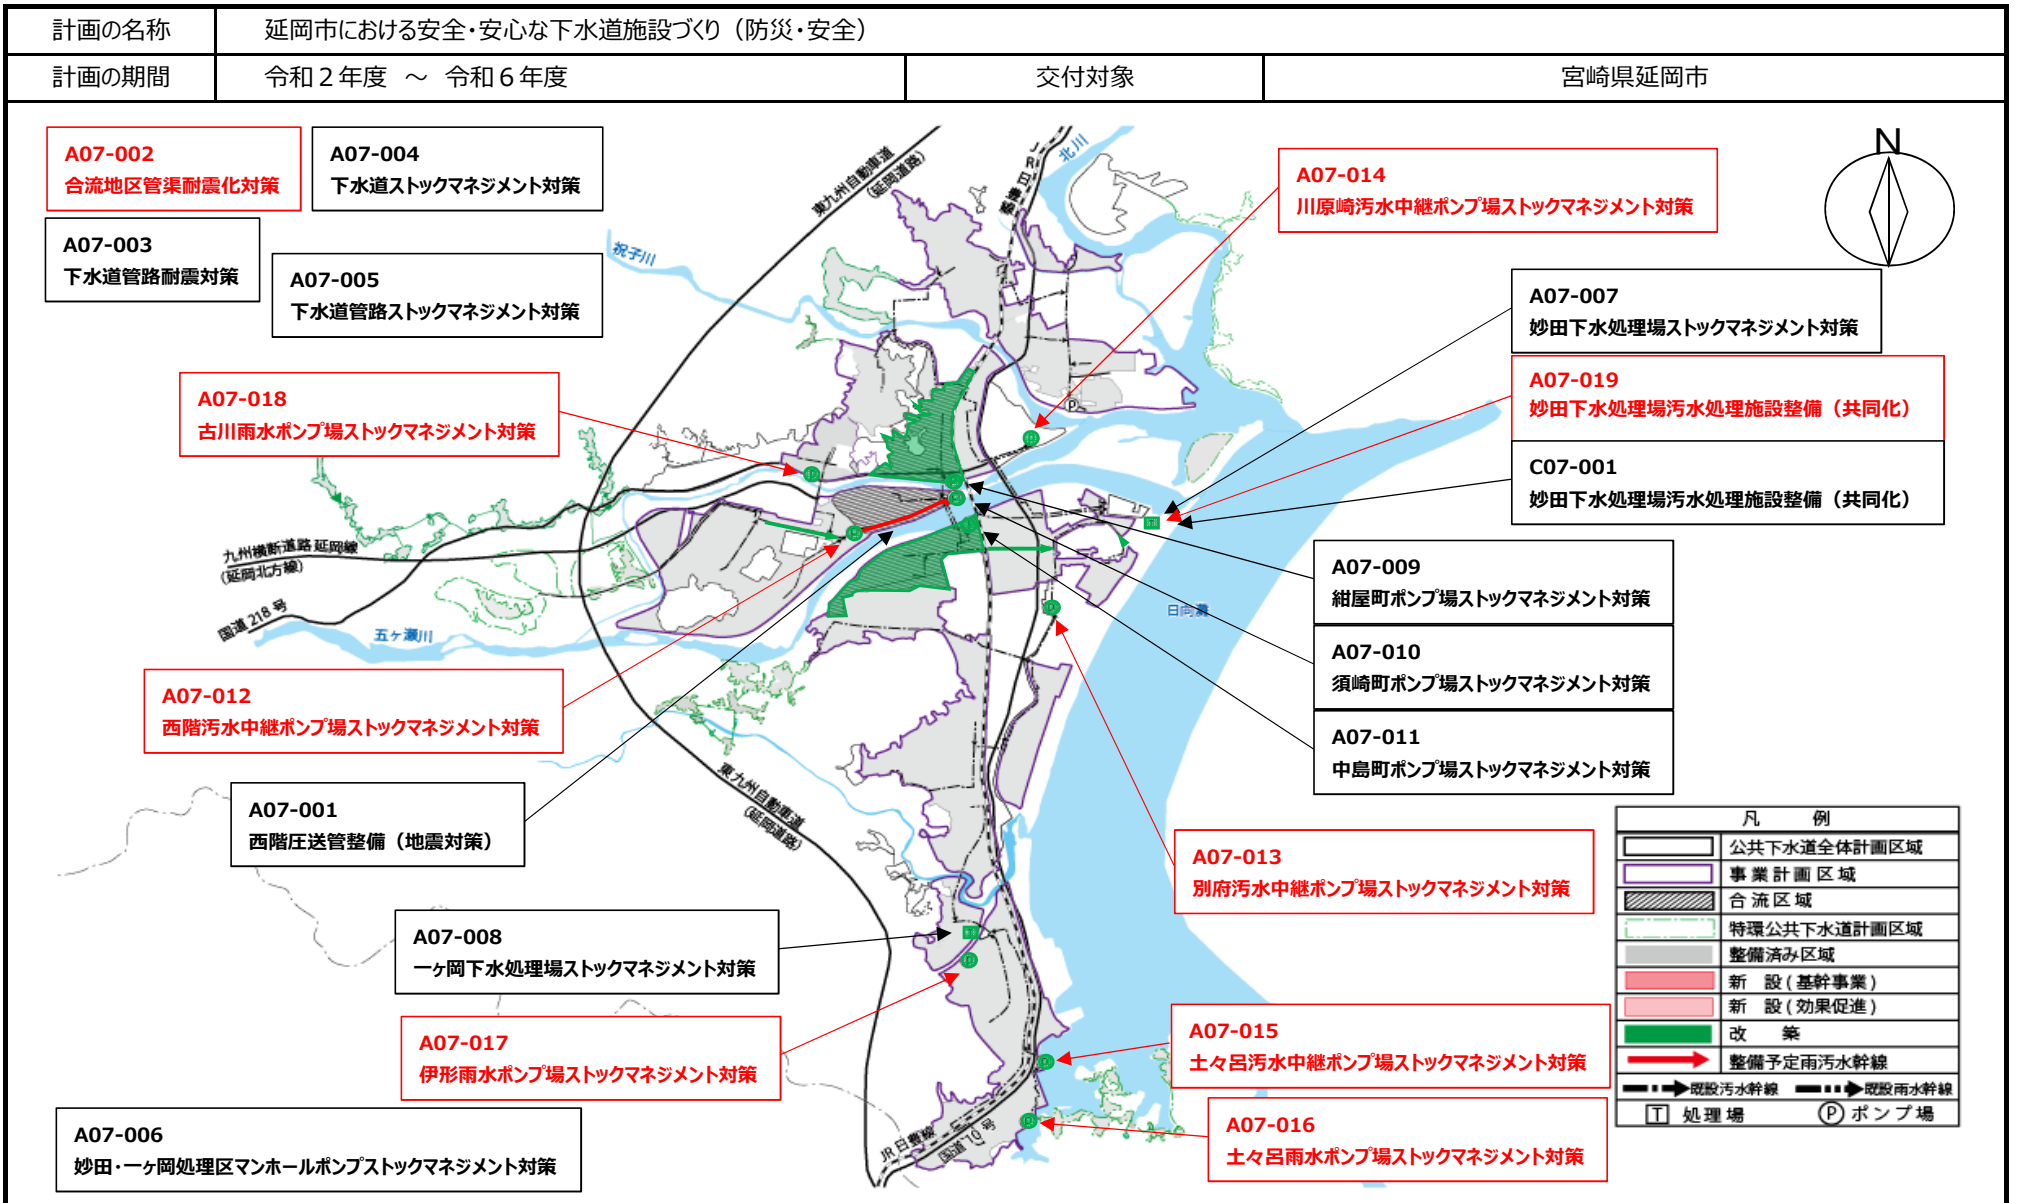 計画の名称
延岡市における安全・安心な下水道施設づくり（防災・安全）
計画の期間
令和２年度 ～ 令和６年度
交付対象
宮崎県延岡市
A07-002
合流地区管渠耐震化対策
A07-004
下水道ストックマネジメント対策
A07-003
下水道管路耐震対策
A07-005
下水道管路ストックマネジメント対策
東九州自動車道
(延岡道路)
JR日豊線
北川
祝子川
N
A07-014
川原崎汚水中継ポンプ場ストックマネジメント対策
A07-007
妙田下水処理場ストックマネジメント対策
A07-019
妙田下水処理場汚水処理施設整備（共同化）
C07-001
妙田下水処理場汚水処理施設整備（共同化）
A07-018
古川雨水ポンプ場ストックマネジメント対策
九州横断道路 延岡線
(延岡北方線)
国道 218 号
五ヶ瀬川
日向灘
A07-009
紺屋町ポンプ場ストックマネジメント対策
A07-010
須崎町ポンプ場ストックマネジメント対策
A07-011
中島町ポンプ場ストックマネジメント対策
A07-012
西階汚水中継ポンプ場ストックマネジメント対策
A07-001
西階圧送管整備（地震対策）
東九州自動車道
(延岡道路)
A07-013
別府汚水中継ポンプ場ストックマネジメント対策
A07-008
一ヶ岡下水処理場ストックマネジメント対策
A07-017
伊形雨水ポンプ場ストックマネジメント対策
A07-015
土々呂汚水中継ポンプ場ストックマネジメント対策
A07-016
土々呂雨水ポンプ場ストックマネジメント対策
A07-006
妙田・一ヶ岡処理区マンホールポンプストックマネジメント対策
JR 日豊線
国道 10 号
凡 例
公共下水道全体計画区域
事業計画区域
合流区域
特環公共下水道計画区域
整備済み区域
新 設(基幹事業)
新 設(効果促進)
改 築
整備予定雨汚水幹線
既設汚水幹線 既設雨水幹線
T 処理場 P ポンプ場